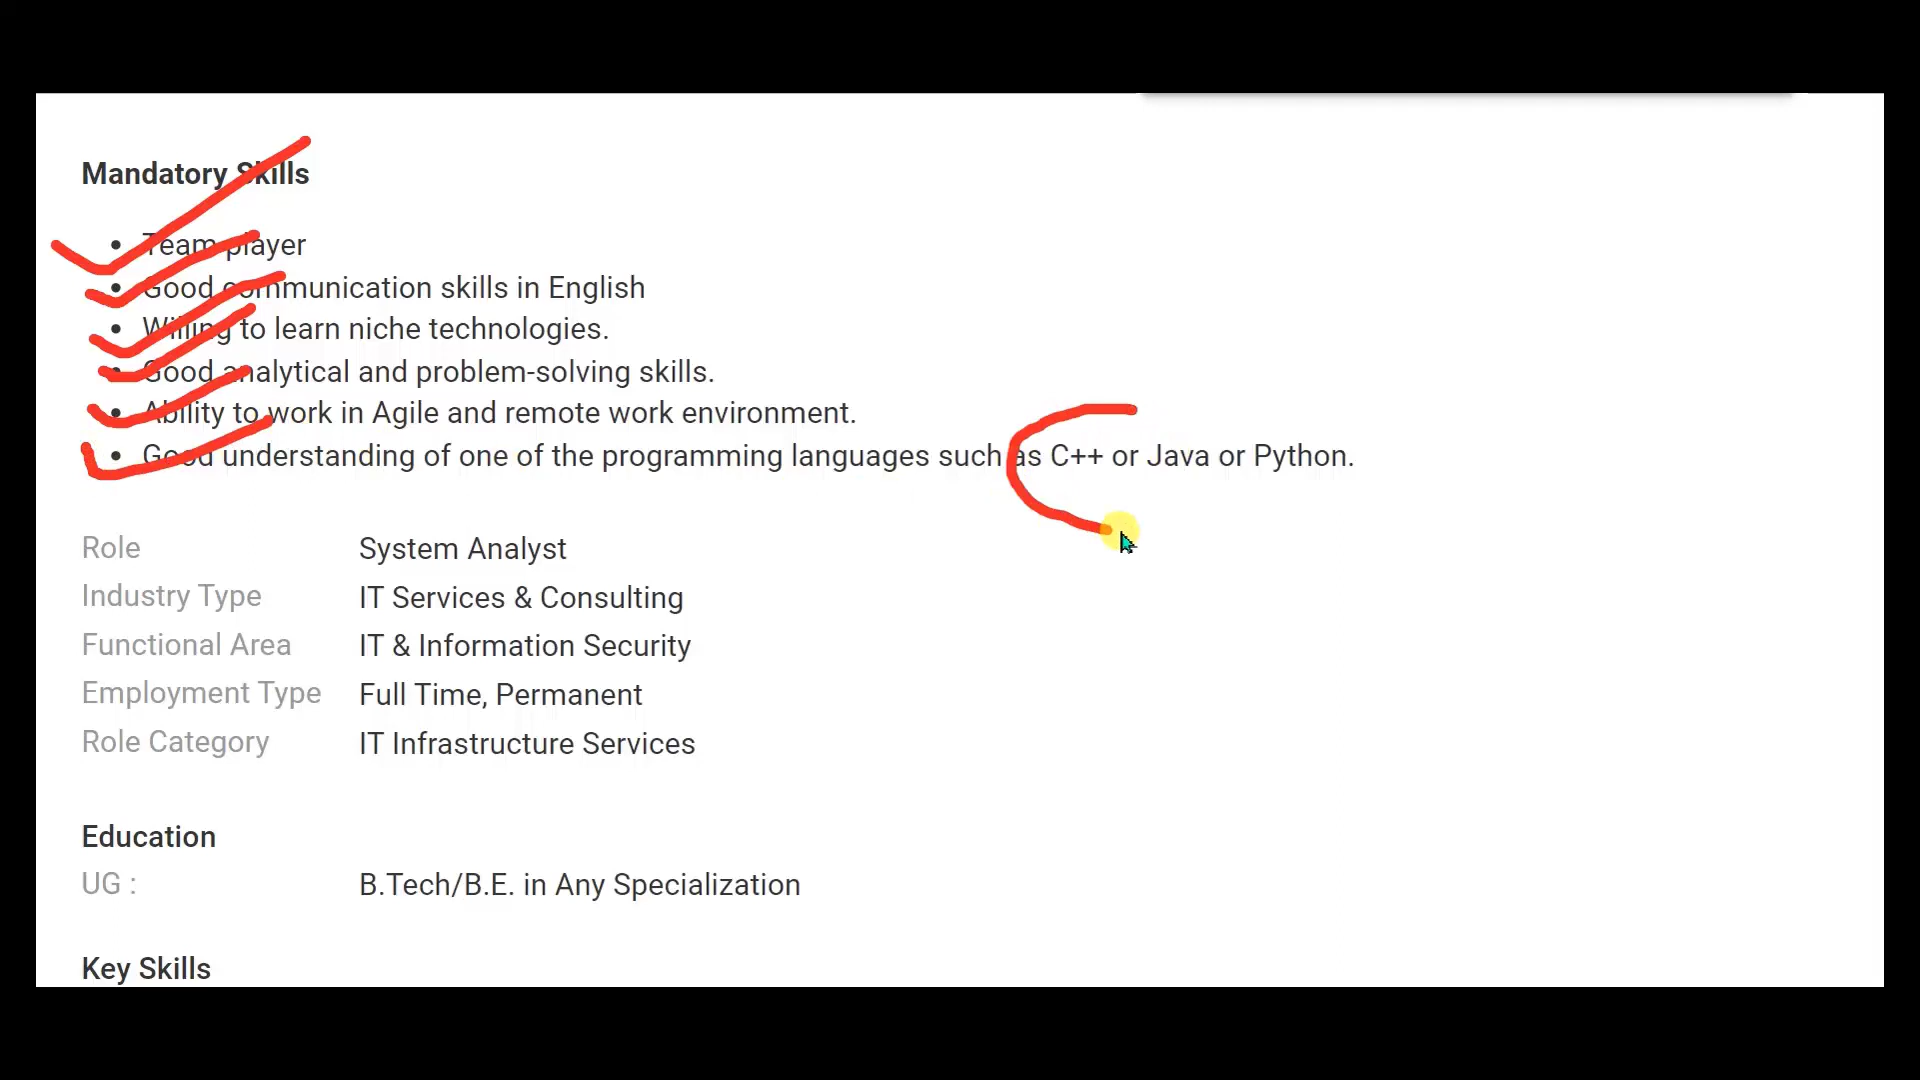 Mandatory Skills
• Team player
• Good communication skills in English
• Willing to learn niche technologies.
• Good analytical and problem-solving skills.
• Ability to work in Agile and remote work environment.
• Good understanding of one of the programming languages such as C++ or Java or Python.
Role System Analyst
Industry Type IT Services & Consulting
Functional Area IT & Information Security
Employment Type Full Time, Permanent
Role Category IT Infrastructure Services
Education
UG : B.Tech/B.E. in Any Specialization
Key Skills